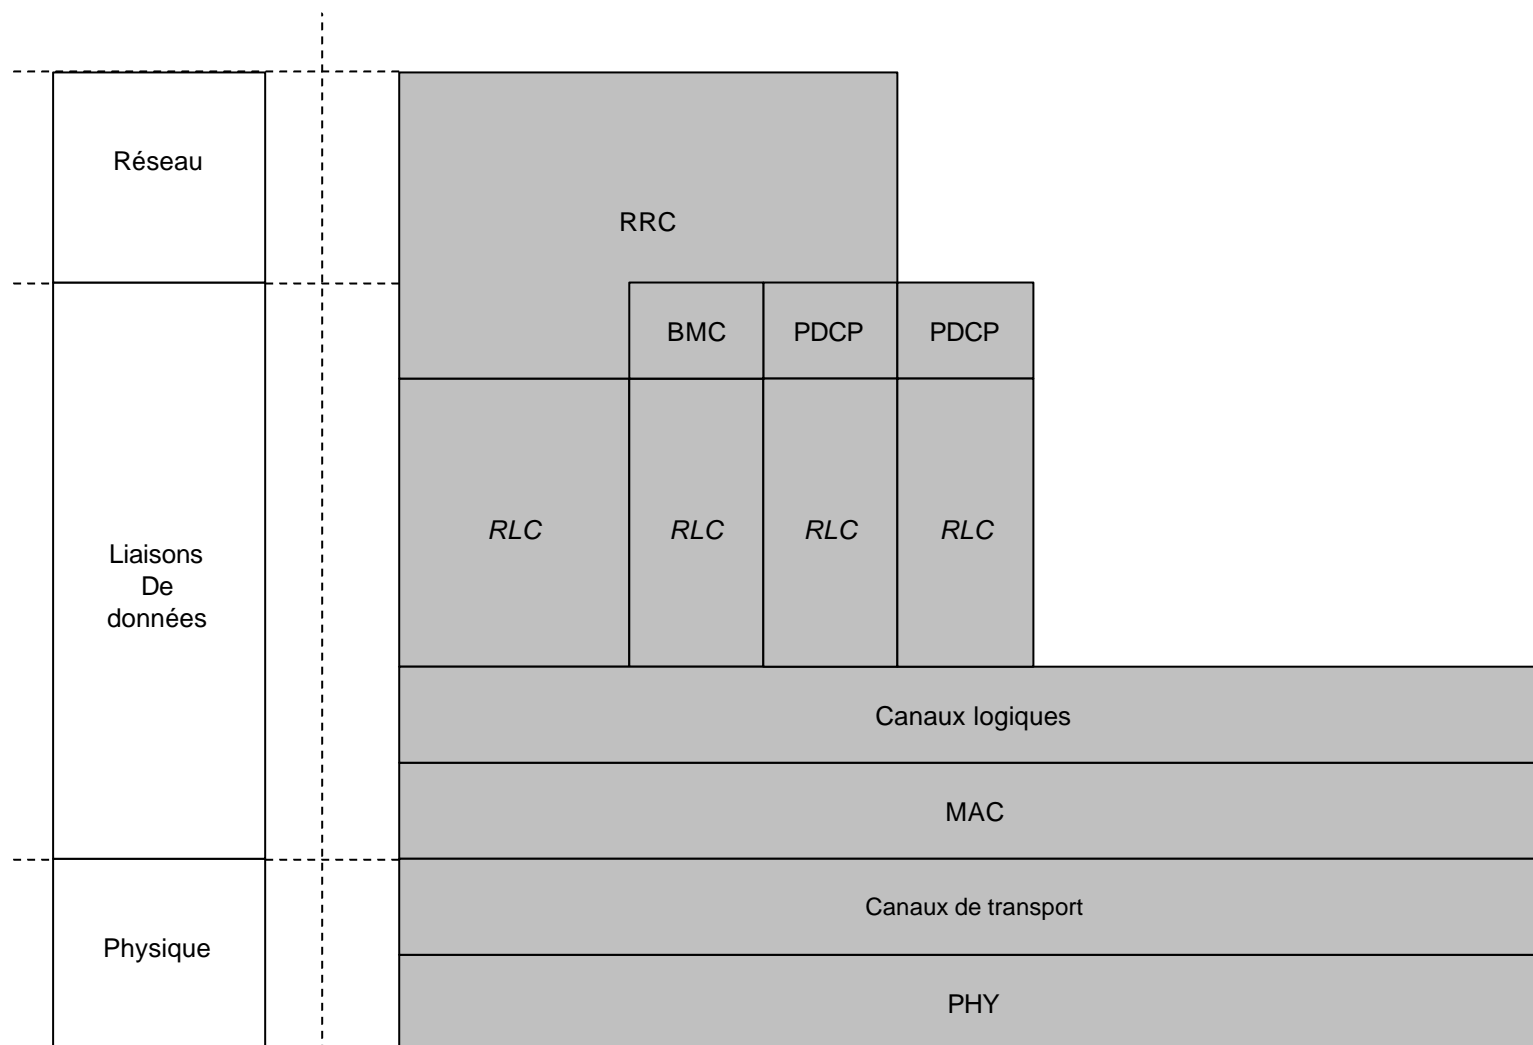 Réseau
RRC
BMC
PDCP
PDCP
RLC
RLC
RLC
RLC
Liaisons
De
données
Canaux logiques
MAC
Canaux de transport
Physique
PHY